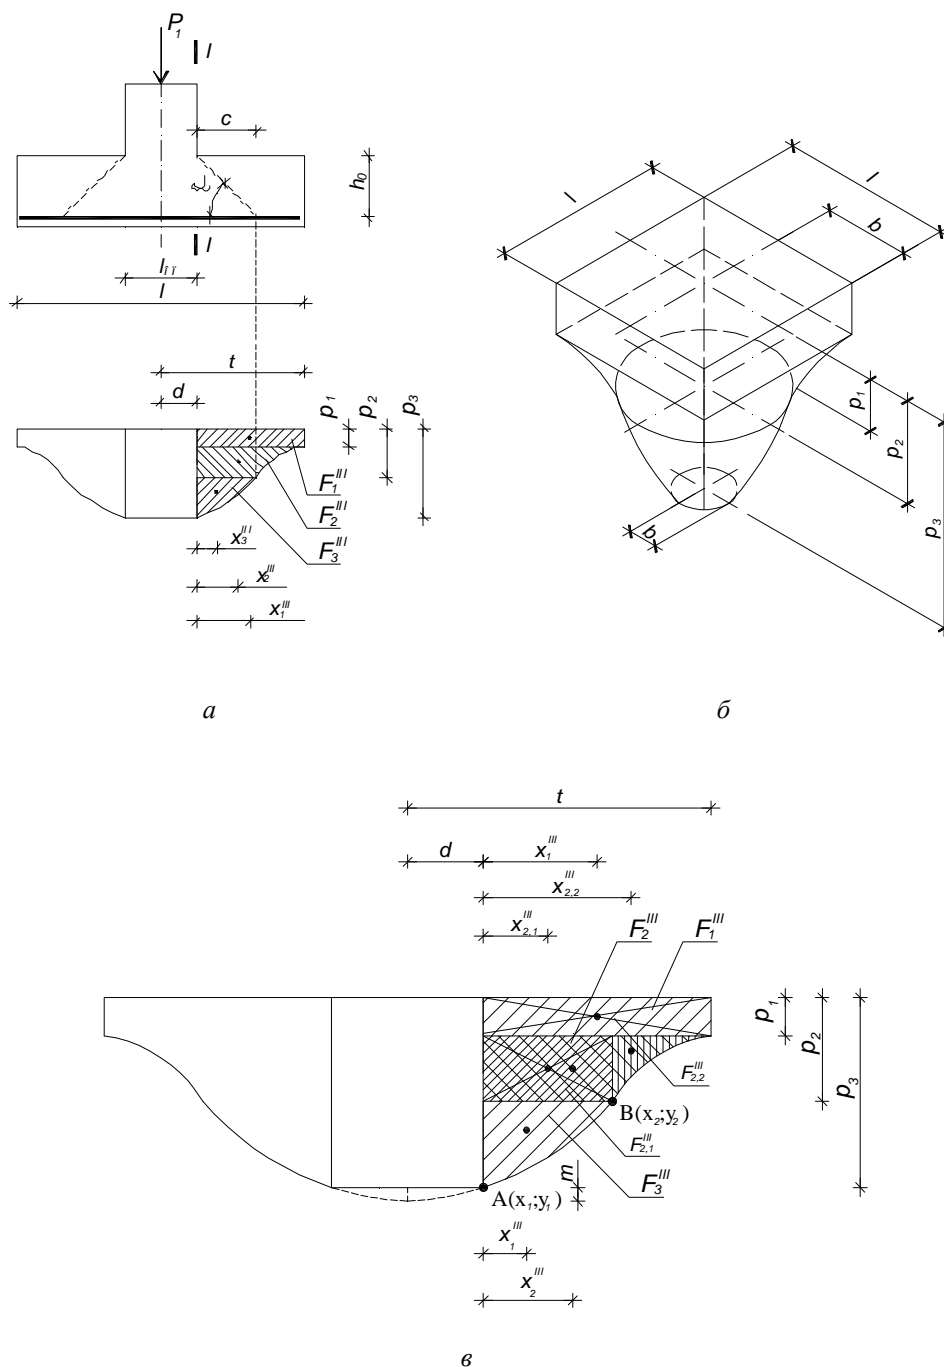 P₁
l
c
α
h₀
l
l
l
t
d
p₁
p₂
p₃
F₁ᴵᴵᴵ
F₂ᴵᴵᴵ
F₃ᴵᴵᴵ
x₃ᴵᴵᴵ
x₂ᴵᴵᴵ
x₁ᴵᴵᴵ
l
l
b
p₁
p₂
p₃
b
а
б
t
d
x₁ᴵᴵᴵ
x₂,₂ᴵᴵᴵ
x₂,₁ᴵᴵᴵ
F₂ᴵᴵᴵ
F₁ᴵᴵᴵ
p₁
p₂
p₃
F₂,₂ᴵᴵᴵ
B(x₂;y₂)
F₂,₁ᴵᴵᴵ
F₃ᴵᴵᴵ
m
A(x₁;y₁)
x₁ᴵᴵᴵ
x₂ᴵᴵᴵ
в